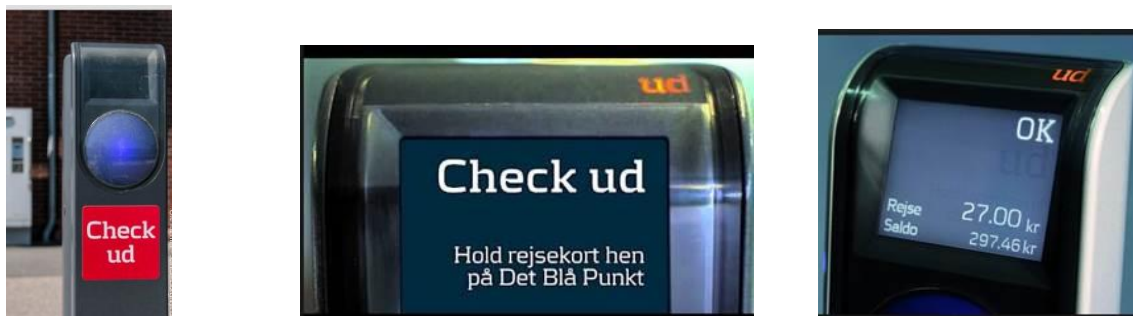 Check
ud
ud
Check ud
Hold rejsekort hen
på Det Blå Punkt
ud
OK
ud
Rejse 27.00 kr
Saldo 297.46 kr